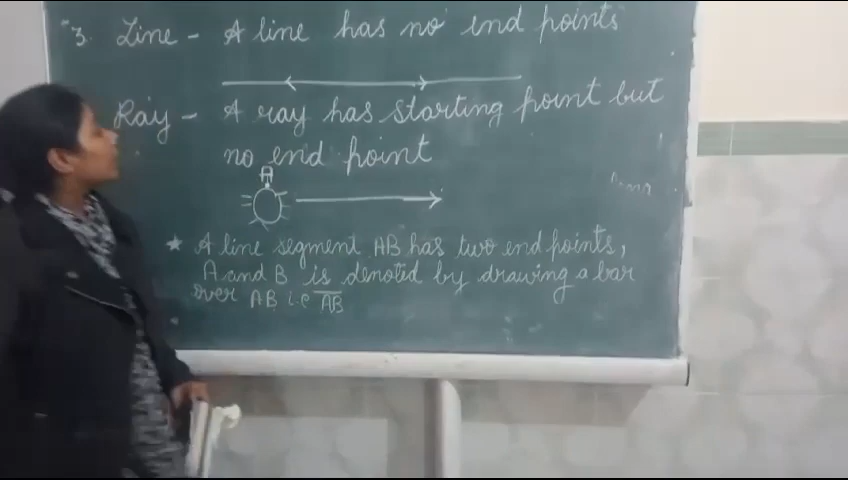 3. Line - A line has no end points
Ray - A ray has starting point but
no end point
★ A line segment AB has two end points,
A and B is denoted by drawing a bar
over AB i.e A̅B̅